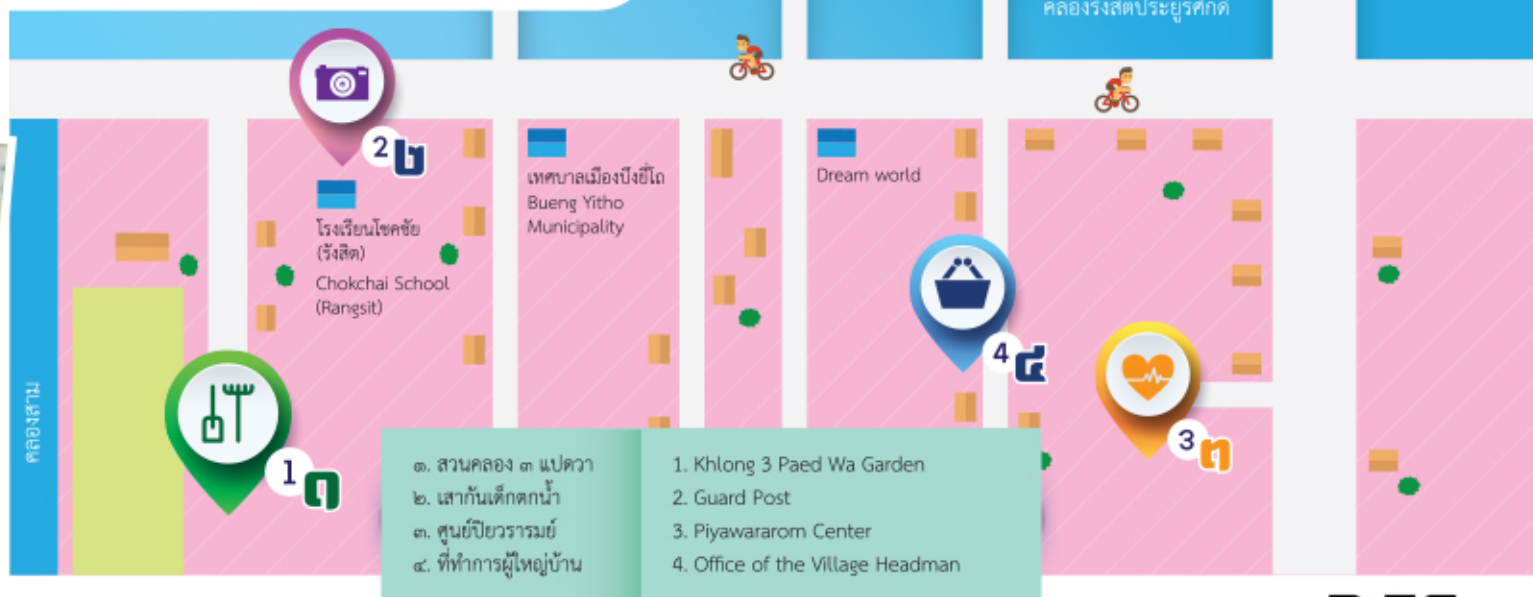 คลองรังสิตประยูรศักดิ์
2 ๒
เทศบาลเมืองบึงยี่โถ
Bueng Yitho
Municipality
Dream world
โรงเรียนโชคชัย
(รังสิต)
Chokchai School
(Rangsit)
4 ๔
คลองสาม
3 ๓
1 ๑
๑. สวนคลอง ๓ แปดวา
๒. เสากันเด็กตกน้ำ
๓. ศูนย์ปิยวรารมย์
๔. ที่ทำการผู้ใหญ่บ้าน
1. Khlong 3 Paed Wa Garden
2. Guard Post
3. Piyawararom Center
4. Office of the Village Headman